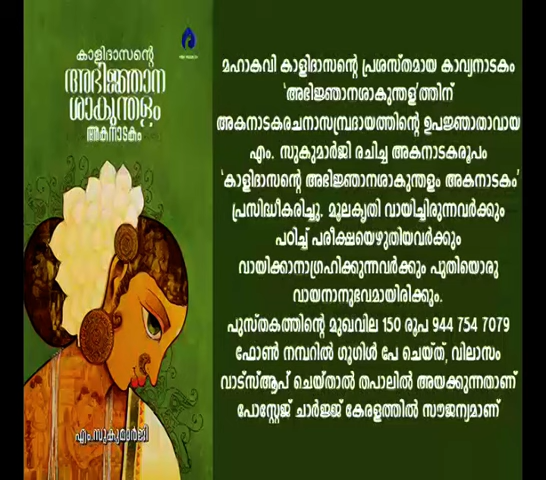 കാളിദാസന്റെ
അഭിജ്ഞാന
ശാകുന്തളം
അകനാടകം
എം.സുകുമാർജി
മഹാകവി കാളിദാസന്റെ പ്രശസ്തമായ കാവ്യനാടകം
'അഭിജ്ഞാനശാകുന്തള'ത്തിന്
അകനാടകരചനാസമ്പ്രദായത്തിന്റെ ഉപജ്ഞാതാവായ
എം. സുകുമാർജി രചിച്ച അകനാടകരൂപം
'കാളിദാസന്റെ അഭിജ്ഞാനശാകുന്തളം അകനാടകം'
പ്രസിദ്ധീകരിച്ചു. മൂലകൃതി വായിച്ചിരുന്നവർക്കും
പഠിച്ച് പരീക്ഷയെഴുതിയവർക്കും
വായിക്കാനാഗ്രഹിക്കുന്നവർക്കും പുതിയൊരു
വായനാനുഭവമായിരിക്കും.
പുസ്തകത്തിന്റെ മുഖവില 150 രൂപ 944 754 7079
ഫോൺ നമ്പറിൽ ഗൂഗിൾ പേ ചെയ്ത്, വിലാസം
വാട്സ്ആപ് ചെയ്താൽ തപാലിൽ അയക്കുന്നതാണ്
പോസ്റ്റേജ് ചാർജ്ജ് കേരളത്തിൽ സൗജന്യമാണ്